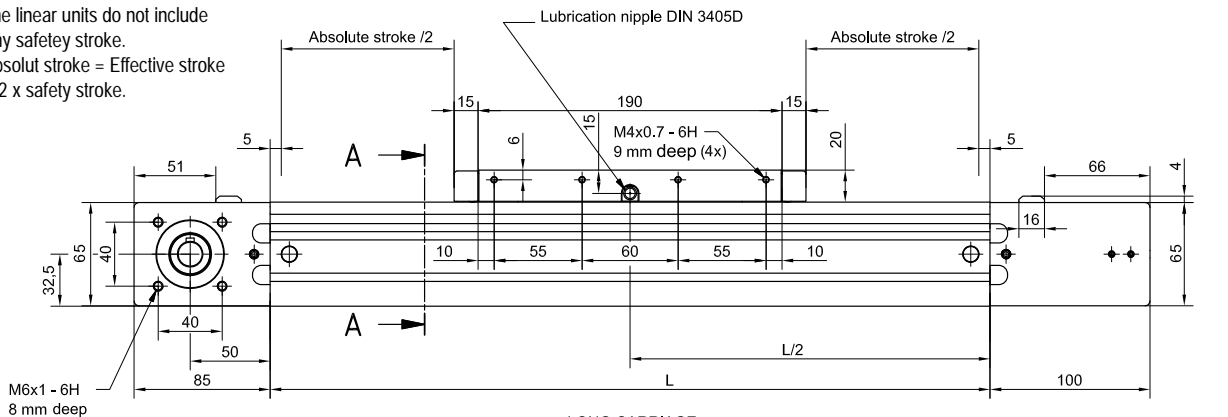 linear units do not include
safetey stroke.
stroke = Effective stroke
2 x safety stroke.
Lubrication nipple DIN 3405D
Absolute stroke /2
Absolute stroke /2
15
190
15
5
A
6
15
M4x0.7 - 6H
9 mm deep (4x)
20
5
51
66
4
16
65
40
32,5
10
55
60
55
10
65
40
A
50
L/2
M6x1 - 6H
8 mm deep
85
L
100